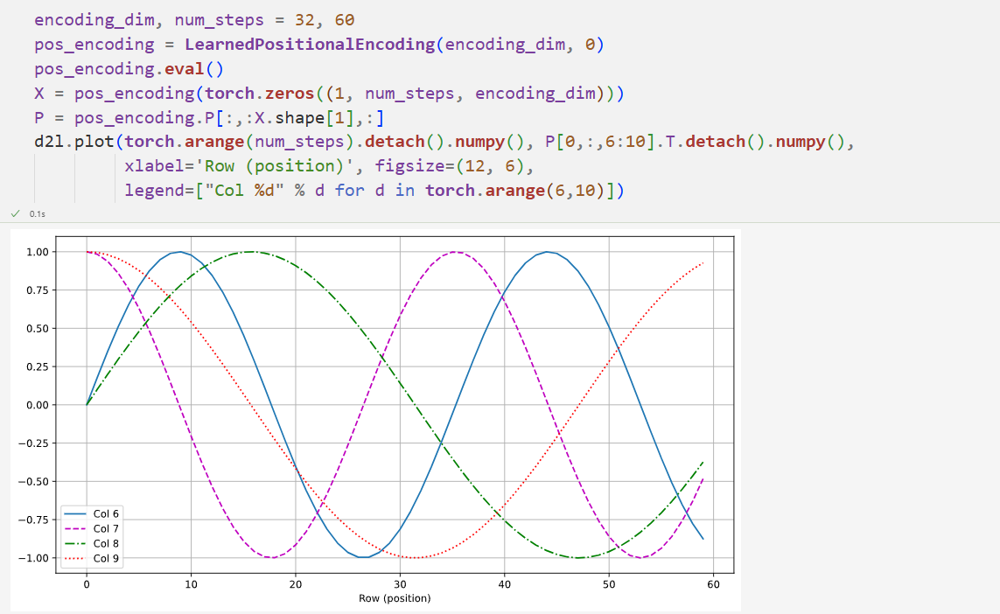 encoding_dim, num_steps = 32, 60
pos_encoding = LearnedPositionalEncoding(encoding_dim, 0)
pos_encoding.eval()
X = pos_encoding(torch.zeros((1, num_steps, encoding_dim)))
P = pos_encoding.P[:,:X.shape[1],:]
d2l.plot(torch.arange(num_steps).detach().numpy(), P[0,:,6:10].T.detach().numpy(),
xlabel='Row (position)', figsize=(12, 6),
legend=["Col %d" % d for d in torch.arange(6,10)])
0.1s
1.00
0.75
0.50
0.25
0.00
−0.25
−0.50
−0.75
−1.00
Col 6
Col 7
Col 8
Col 9
0 10 20 30 40 50 60
Row (position)